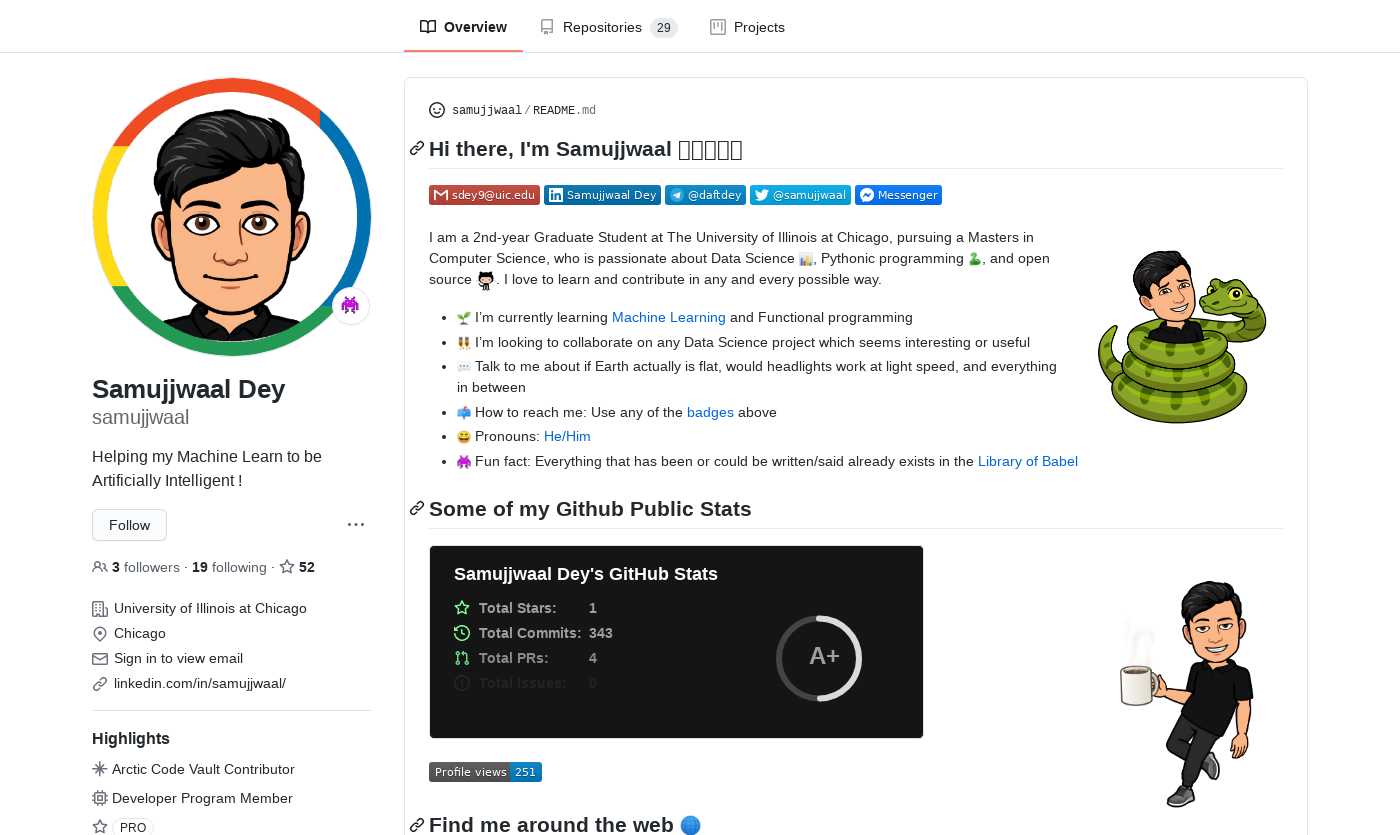 Overview
Repositories 29
Projects
samujjwaal/README.md
Hi there, I'm Samujjwaal
sdey9@uic.edu
Samujjwaal Dey
@daftdey
@samujjwaal
Messenger
I am a 2nd-year Graduate Student at The University of Illinois at Chicago, pursuing a Masters in
Computer Science, who is passionate about Data Science 📊, Pythonic programming 🐍, and open
source . I love to learn and contribute in any and every possible way.
🌱 I'm currently learning Machine Learning and Functional programming
👯 I'm looking to collaborate on any Data Science project which seems interesting or useful
💬 Talk to me about if Earth actually is flat, would headlights work at light speed, and everything
in between
📫 How to reach me: Use any of the badges above
😄 Pronouns: He/Him
👾 Fun fact: Everything that has been or could be written/said already exists in the Library of Babel
Samujjwaal Dey
samujjwaal
Helping my Machine Learn to be
Artificially Intelligent !
Follow
3 followers · 19 following · 52
University of Illinois at Chicago
Chicago
Sign in to view email
linkedin.com/in/samujjwaal/
Highlights
Arctic Code Vault Contributor
Developer Program Member
PRO
Some of my Github Public Stats
Samujjwaal Dey's GitHub Stats
Total Stars: 1
Total Commits: 343
Total PRs: 4
Total Issues: 0
A+
Profile views 251
Find me around the web 🌐